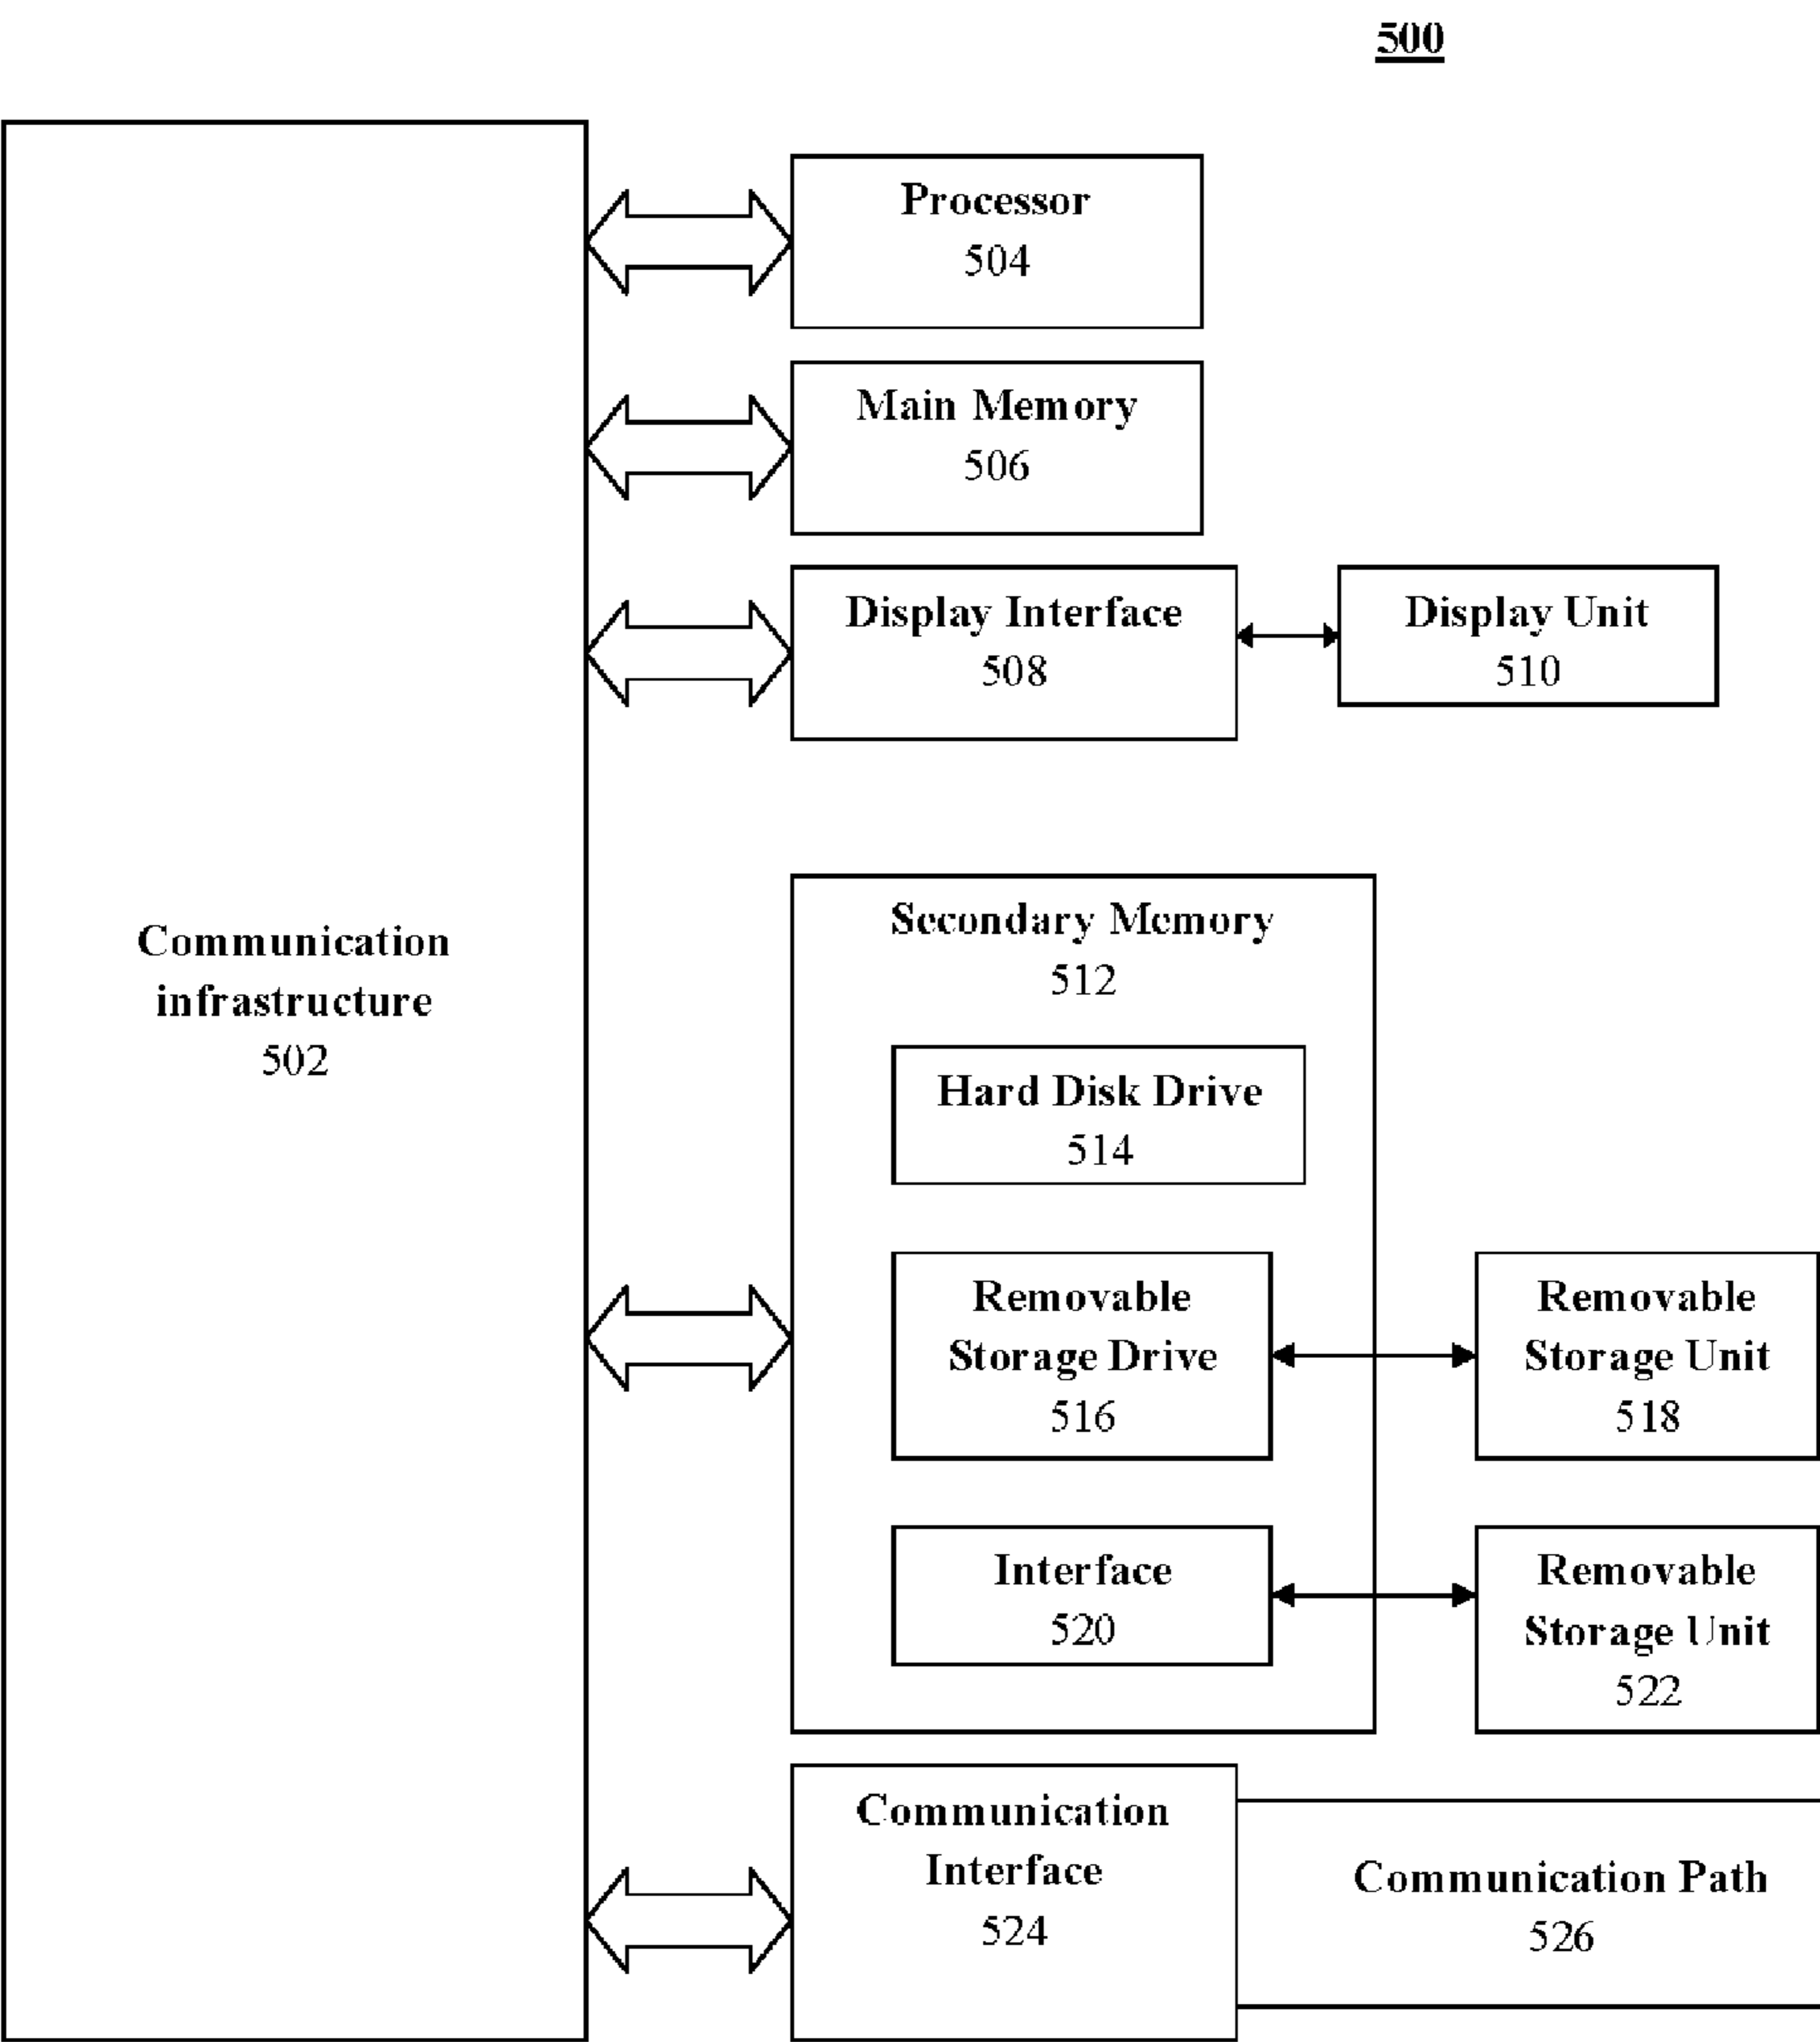 500
Processor
504
Main Memory
506
Display Interface
508
Display Unit
510
Communication
infrastructure
502
Secondary Memory
512
Hard Disk Drive
514
Removable
Storage Drive
516
Removable
Storage Unit
518
Interface
520
Removable
Storage Unit
522
Communication
Interface
524
Communication Path
526